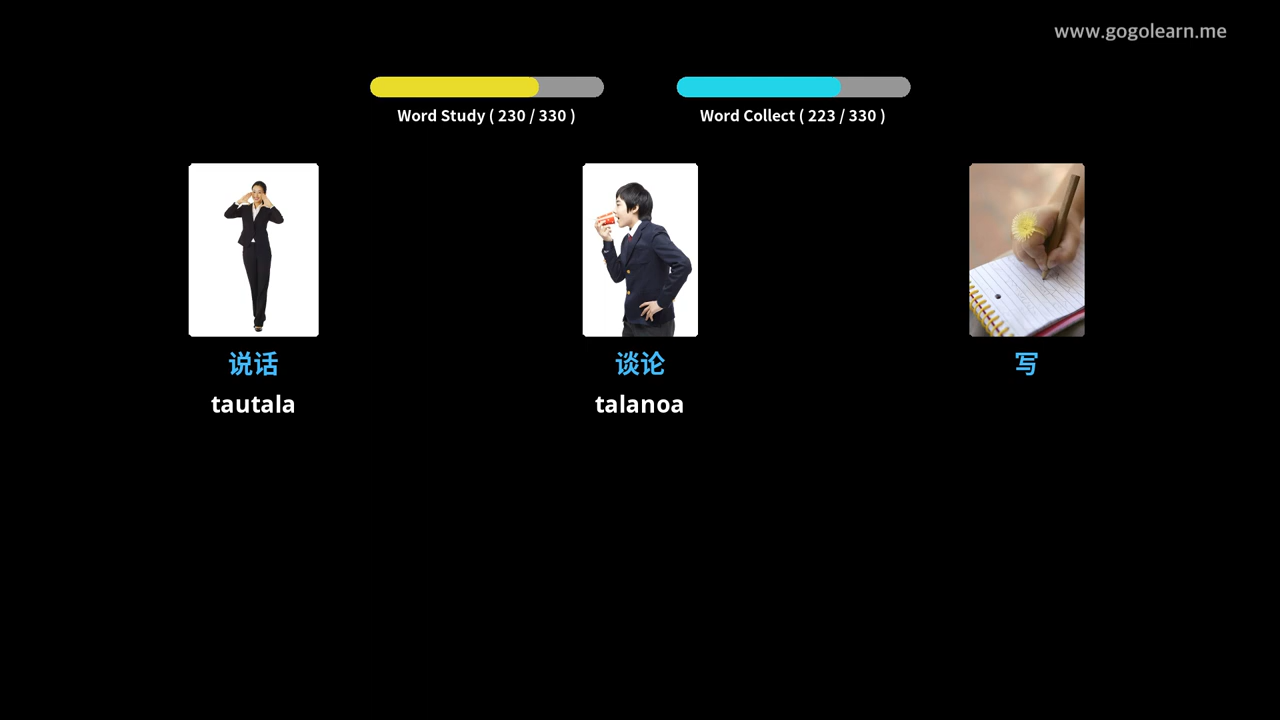 www.gogolearn.me
Word Study ( 230 / 330 )
Word Collect ( 223 / 330 )
说话
谈论
写
tautala
talanoa